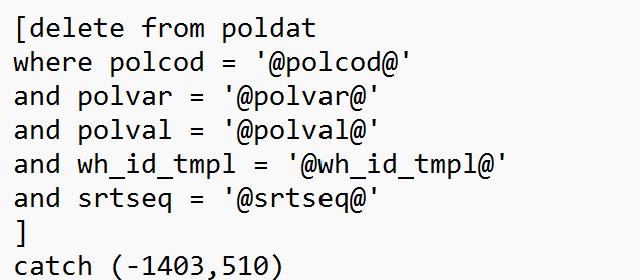 [delete from poldat
where polcod = '@polcod@'
and polvar = '@polvar@'
and polval = '@polval@'
and wh_id_tmpl = '@wh_id_tmpl@'
and srtseq = '@srtseq@'
]
catch (-1403,510)